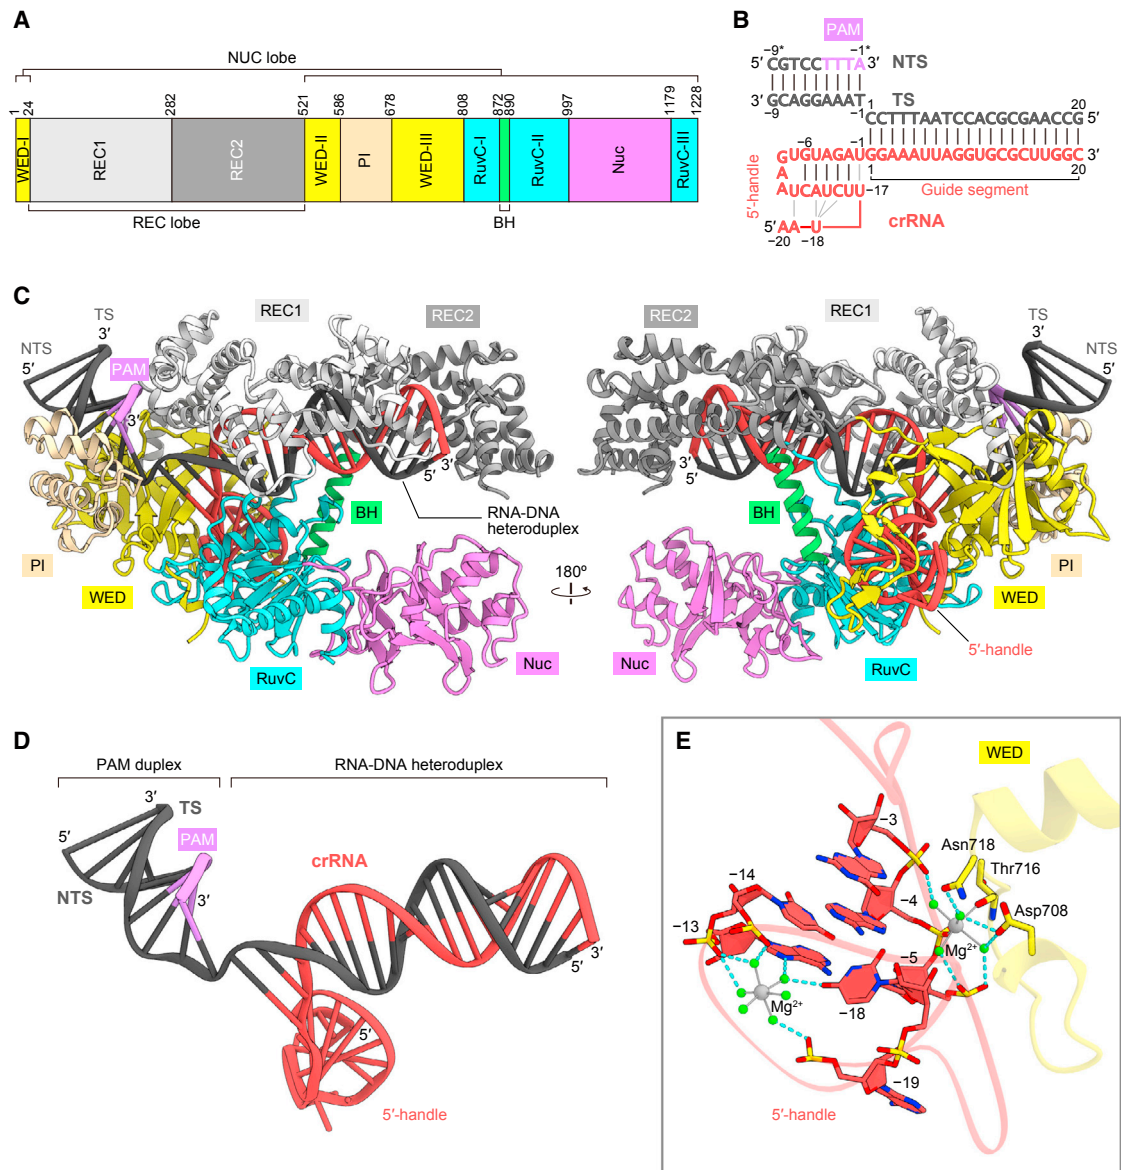 A
NUC lobe
1
24
282
521
586
678
808
872
890
997
1179
1228
WED-I
REC1
REC2
WED-II
PI
WED-III
RuvC-I
RuvC-II
Nuc
RuvC-III
REC lobe
BH
B
PAM
−9* −1*
5′ CGTCCTTTA 3′ NTS
3′ GCAGGAAAT TS
−9 −1 1 20
CCTTTAATCCACGCGAACCG 5′
−6 −1
GUGUAGAUGGAAAUUAGGUGCGCUUGGC 3′
1 20
A
AUCAUCUU −17
Guide segment
5′-handle
5′ AA U
−20 −18
crRNA
C
TS
3′
NTS
5′
PAM
3′
REC1
REC2
5′ 3′
BH
RNA-DNA
heteroduplex
PI
WED
RuvC
Nuc
180º
REC2
REC1
TS
3′
NTS
5′
3′
5′
BH
PI
WED
Nuc
RuvC
5′-handle
D
PAM duplex
RNA-DNA heteroduplex
3′
TS
5′
PAM
NTS
3′
crRNA
3′
5′
5′
5′-handle
E
WED
−3
Asn718
Thr716
−14
−4
Asp708
−13
Mg2+
−5
Mg2+
−18
−19
5′-handle